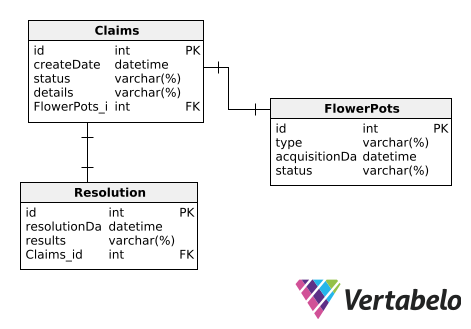 Claims
id int PK
createDate datetime
status varchar(%)
details varchar(%)
FlowerPots_i int FK
FlowerPots
id int PK
type varchar(%)
acquisitionDa datetime
status varchar(%)
Resolution
id int PK
resolutionDa datetime
results varchar(%)
Claims_id int FK
Vertabelo